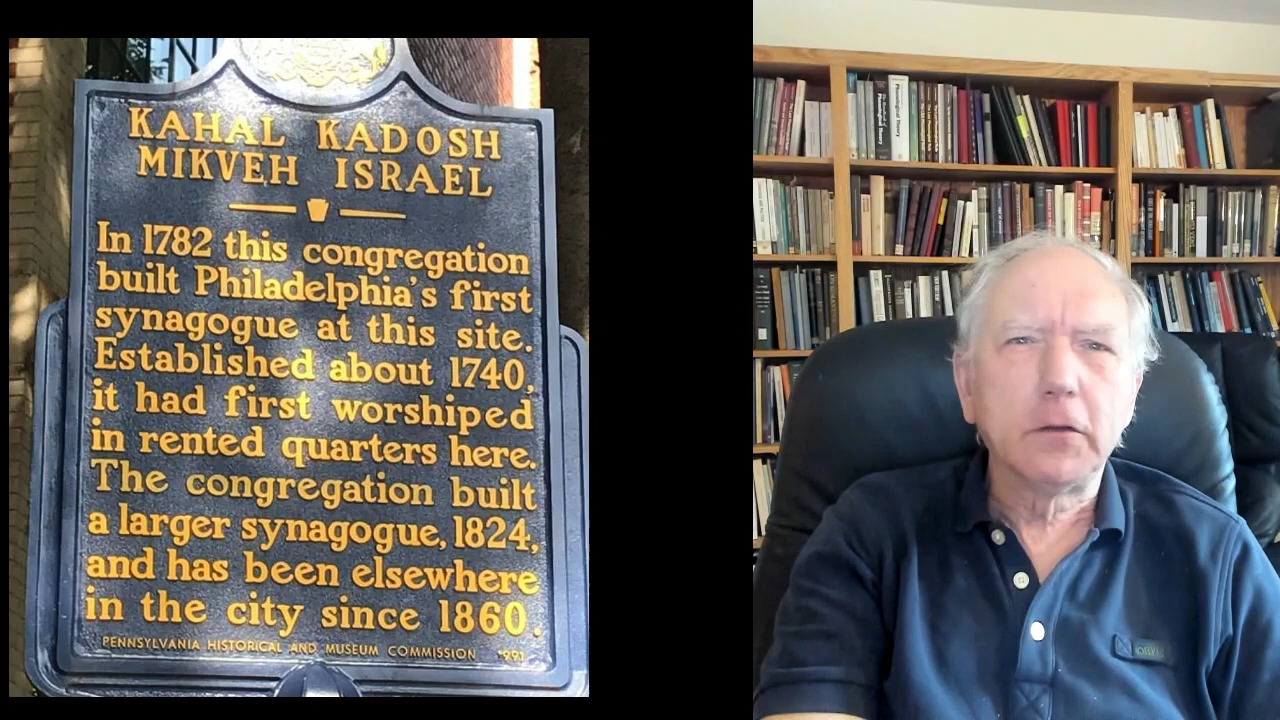 KAHAL KADOSH
MIKVEH ISRAEL
In 1782 this congregation
built Philadelphia's first
synagogue at this site.
Established about 1740,
it had first worshiped
in rented quarters here.
The congregation built
a larger synagogue, 1824,
and has been elsewhere
in the city since 1860.
PENNSYLVANIA HISTORICAL AND MUSEUM COMMISSION 1991
Phonological Theory